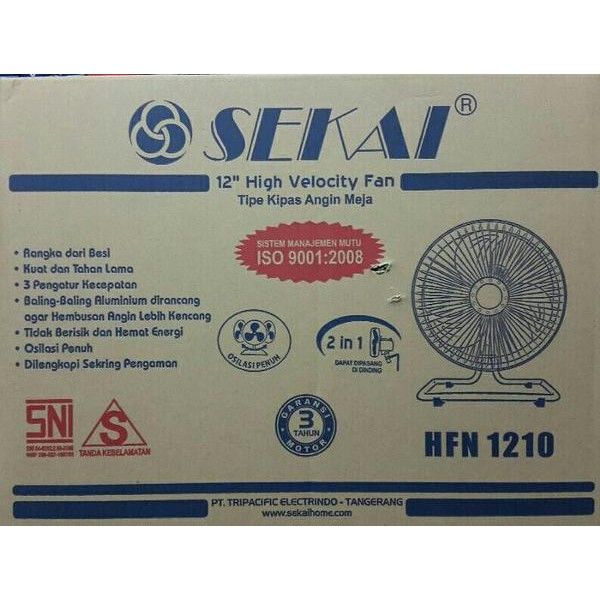 SEKAI®
12" High Velocity Fan
Tipe Kipas Angin Meja
SISTEM MANAJEMEN MUTU
ISO 9001:2008
• Rangka dari Besi
• Kuat dan Tahan Lama
• 3 Pengatur Kecepatan
• Baling-Baling Aluminium dirancang
agar Hembusan Angin Lebih Kencang
• Tidak Berisik dan Hemat Energi
• Osilasi Penuh
• Dilengkapi Sekring Pengaman
OSILASI PENUH
2 in 1
DAPAT DIPASANG
DI DINDING
SNI
S
TANDA KESELAMATAN
GARANSI
3
TAHUN
MOTOR
HFN 1210
PT. TRIPACIFIC ELECTRINDO - TANGERANG
www.sekaihome.com